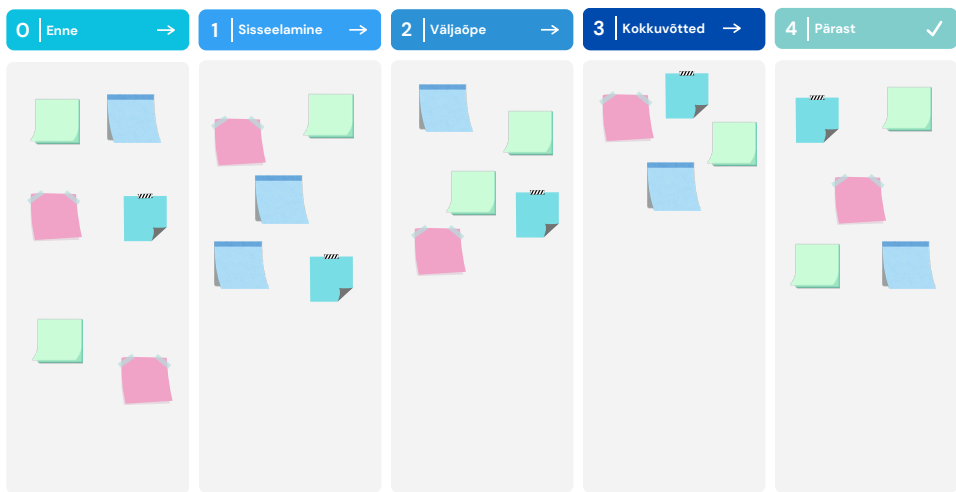 0 Enne
1 Sisseelamine
2 Väljaõpe
3 Kokkuvõtted
4 Pärast